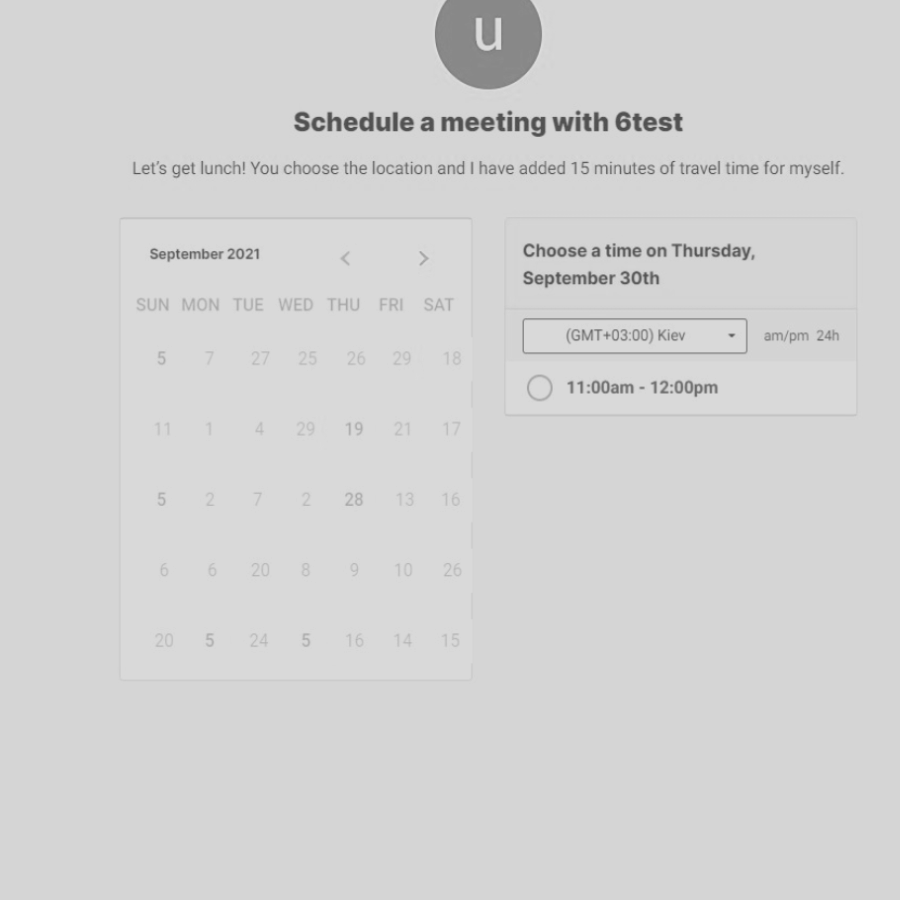 u
Schedule a meeting with 6test
Let's get lunch! You choose the location and I have added 15 minutes of travel time for myself.
September 2021
SUN MON TUE WED THU FRI SAT
5 7 27 25 26 29 18
11 1 4 29 19 21 17
5 2 7 2 28 13 16
6 6 20 8 9 10 26
20 5 24 5 16 14 15
Choose a time on Thursday,
September 30th
(GMT+03:00) Kiev am/pm 24h
11:00am - 12:00pm